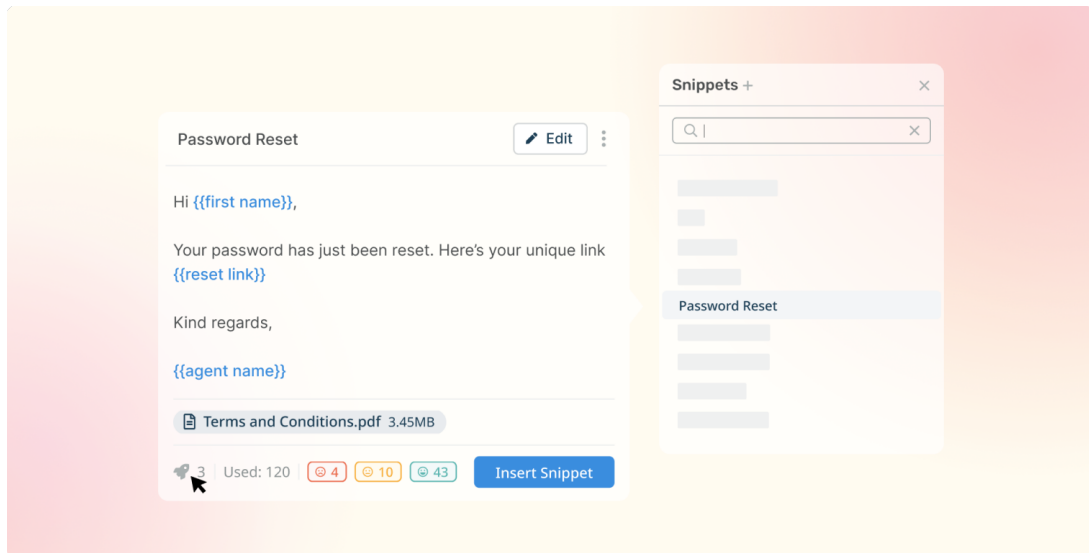 Password Reset
Edit
Hi {{first name}},
Your password has just been reset. Here’s your unique link
{{reset link}}
Kind regards,
{{agent name}}
Terms and Conditions.pdf 3.45MB
3 Used: 120 4 10 43 Insert Snippet
Snippets +
Password Reset